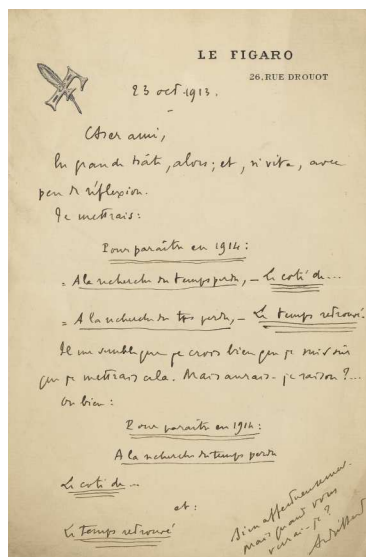 LE FIGARO
26, RUE DROUOT
23 oct. 1913.
Cher ami,
En grande hâte, alors ; et, si vite, avec
peu de réflexion.
Je mettrais :
Pour paraître en 1914 :
= A la recherche du temps perdu, – Le côté de...
= A la recherche du tps perdu, – Le temps retrouvé
Il me semble que je crois bien que je suis sûr
que je mettrais cela. Mais aurais-je raison ?...
Ou bien :
Pour paraître en 1914 :
A la recherche du temps perdu
Le côté de...
et :
Le temps retrouvé
Bien affectueusement.
Mais quand vous
verrai-je ?